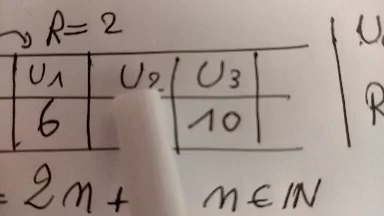 → R = 2
U1 U2 U3
6 10
= 2n + n ∈ IN
R